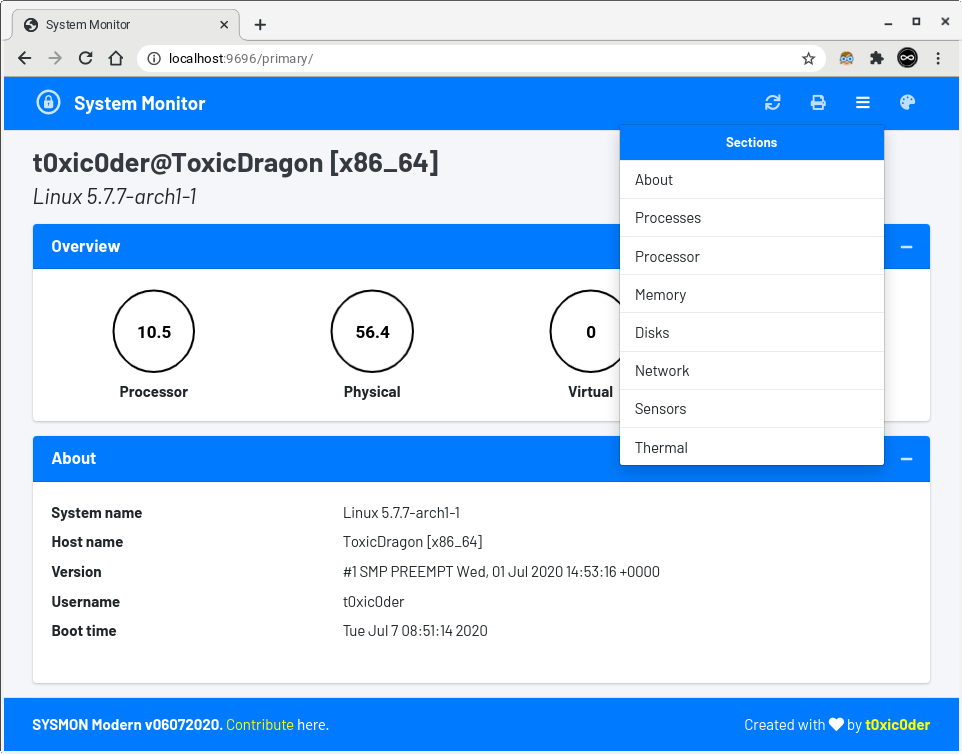 System Monitor
localhost:9696/primary/
System Monitor
t0xic0der@ToxicDragon [x86_64]
Linux 5.7.7-arch1-1
Sections
About
Processes
Processor
Memory
Disks
Network
Sensors
Thermal
Overview
10.5 56.4 0
Processor Physical Virtual
About
System name Linux 5.7.7-arch1-1
Host name ToxicDragon [x86_64]
Version #1 SMP PREEMPT Wed, 01 Jul 2020 14:53:16 +0000
Username t0xic0der
Boot time Tue Jul 7 08:51:14 2020
SYSMON Modern v06072020. Contribute here. Created with ❤ by t0xic0der